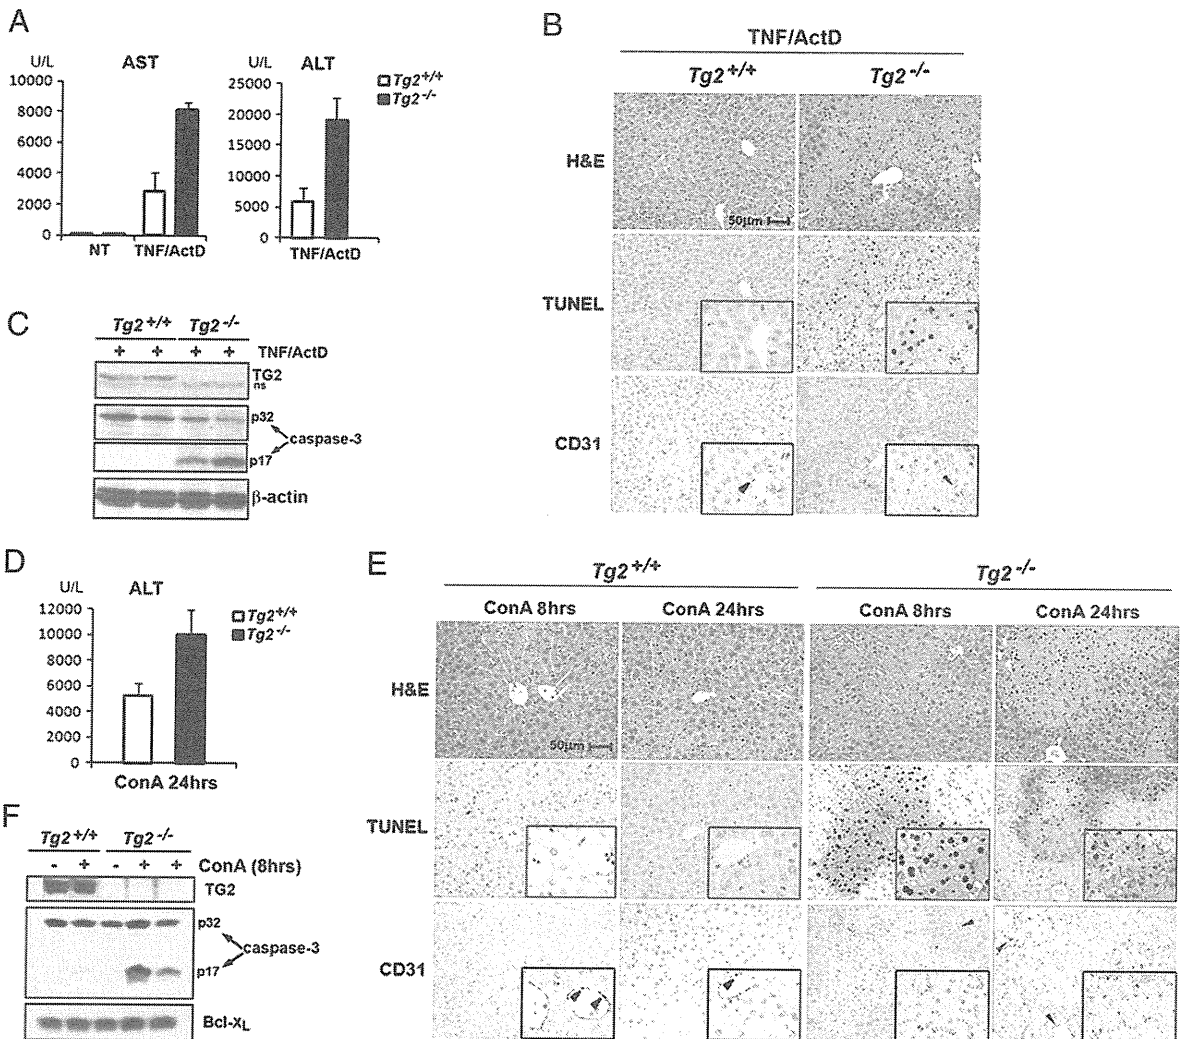 A
U/L
AST
10000
8000
6000
4000
2000
0
NT
TNF/ActD
U/L
ALT
25000
20000
15000
10000
5000
0
TNF/ActD
Tg2+/+
Tg2-/-
B
TNF/ActD
Tg2+/+
Tg2-/-
H&E
50µm
TUNEL
CD31
C
Tg2+/+ Tg2-/-
+ + + + TNF/ActD
TG2
ns
p32
caspase-3
p17
β-actin
D
U/L
ALT
12000
10000
8000
6000
4000
2000
0
ConA 24hrs
Tg2+/+
Tg2-/-
E
Tg2+/+
Tg2-/-
ConA 8hrs
ConA 24hrs
ConA 8hrs
ConA 24hrs
H&E
50µm
TUNEL
CD31
F
Tg2+/+ Tg2-/-
- + - + + ConA (8hrs)
TG2
p32
caspase-3
p17
Bcl-XL